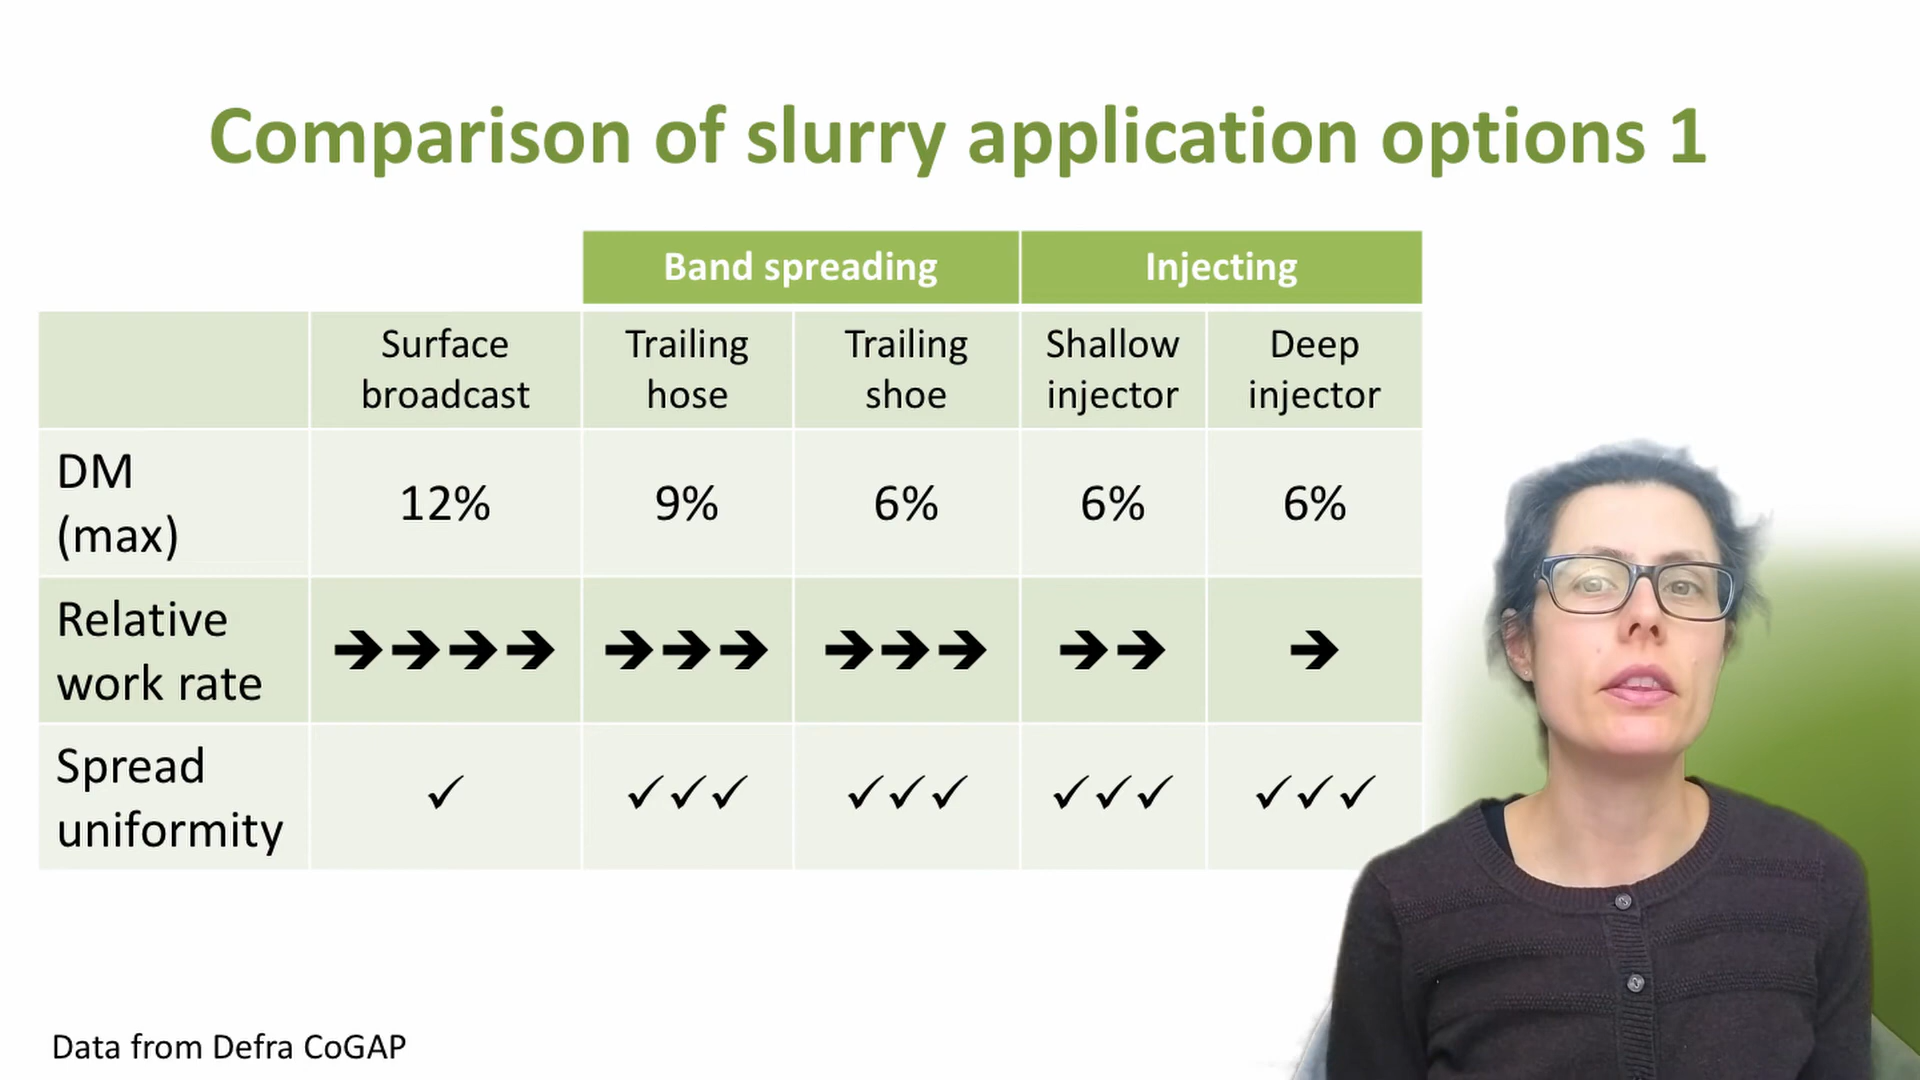 Comparison of slurry application options 1
Band spreading Injecting
Surface broadcast Trailing hose Trailing shoe Shallow injector Deep injector
DM (max) 12% 9% 6% 6% 6%
Relative work rate ➔➔➔➔ ➔➔➔ ➔➔➔ ➔➔ ➔
Spread uniformity ✓ ✓✓✓ ✓✓✓ ✓✓✓ ✓✓✓
Data from Defra CoGAP